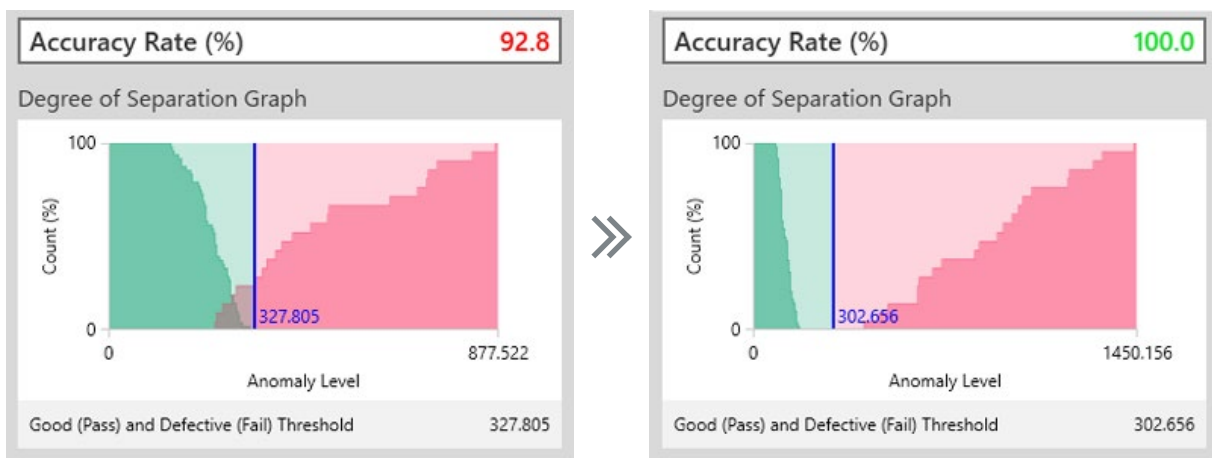 Accuracy Rate (%) 92.8
Degree of Separation Graph
100
Count (%)
0
327.805
0 877.522
Anomaly Level
Good (Pass) and Defective (Fail) Threshold 327.805
Accuracy Rate (%) 100.0
Degree of Separation Graph
100
Count (%)
0
302.656
0 1450.156
Anomaly Level
Good (Pass) and Defective (Fail) Threshold 302.656